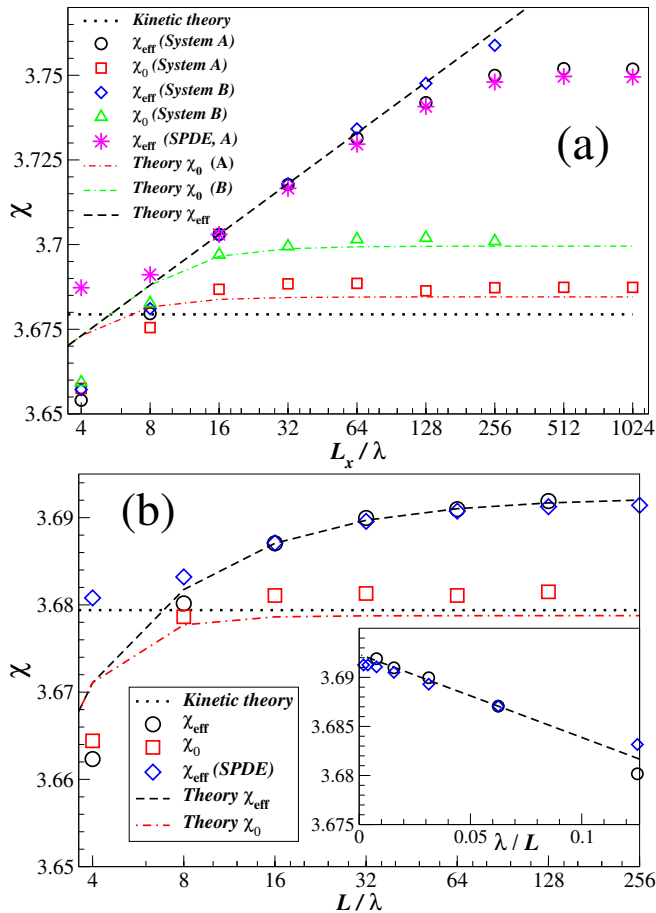 Kinetic theory
χeff (System A)
χ0 (System A)
χeff (System B)
χ0 (System B)
χeff (SPDE, A)
Theory χ0 (A)
Theory χ0 (B)
Theory χeff
(a)
χ
3.75
3.725
3.7
3.675
3.65
4 8 16 32 64 128 256 512 1024
Lx/λ
(b)
χ
3.69
3.68
3.67
3.66
3.65
Kinetic theory
χeff
χ0
χeff (SPDE)
Theory χeff
Theory χ0
3.69
3.685
3.68
3.675
0 0.05 0.1
λ/L
4 8 16 32 64 128 256
L/λ